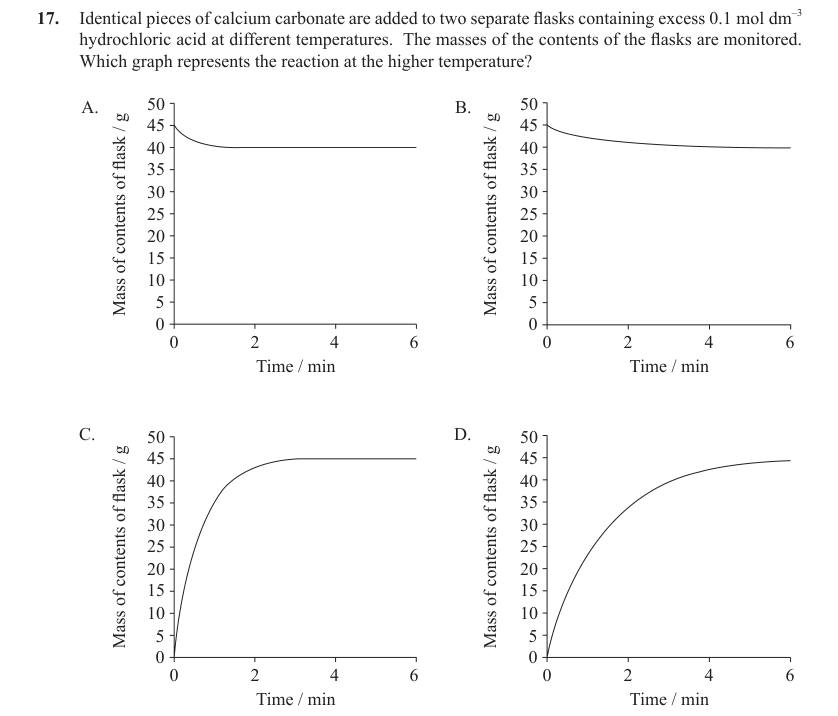 17. Identical pieces of calcium carbonate are added to two separate flasks containing excess 0.1 mol dm⁻³
hydrochloric acid at different temperatures. The masses of the contents of the flasks are monitored.
Which graph represents the reaction at the higher temperature?
A.
Mass of contents of flask / g
50
45
40
35
30
25
20
15
10
5
0
0 2 4 6
Time / min
B.
Mass of contents of flask / g
50
45
40
35
30
25
20
15
10
5
0
0 2 4 6
Time / min
C.
Mass of contents of flask / g
50
45
40
35
30
25
20
15
10
5
0
0 2 4 6
Time / min
D.
Mass of contents of flask / g
50
45
40
35
30
25
20
15
10
5
0
0 2 4 6
Time / min